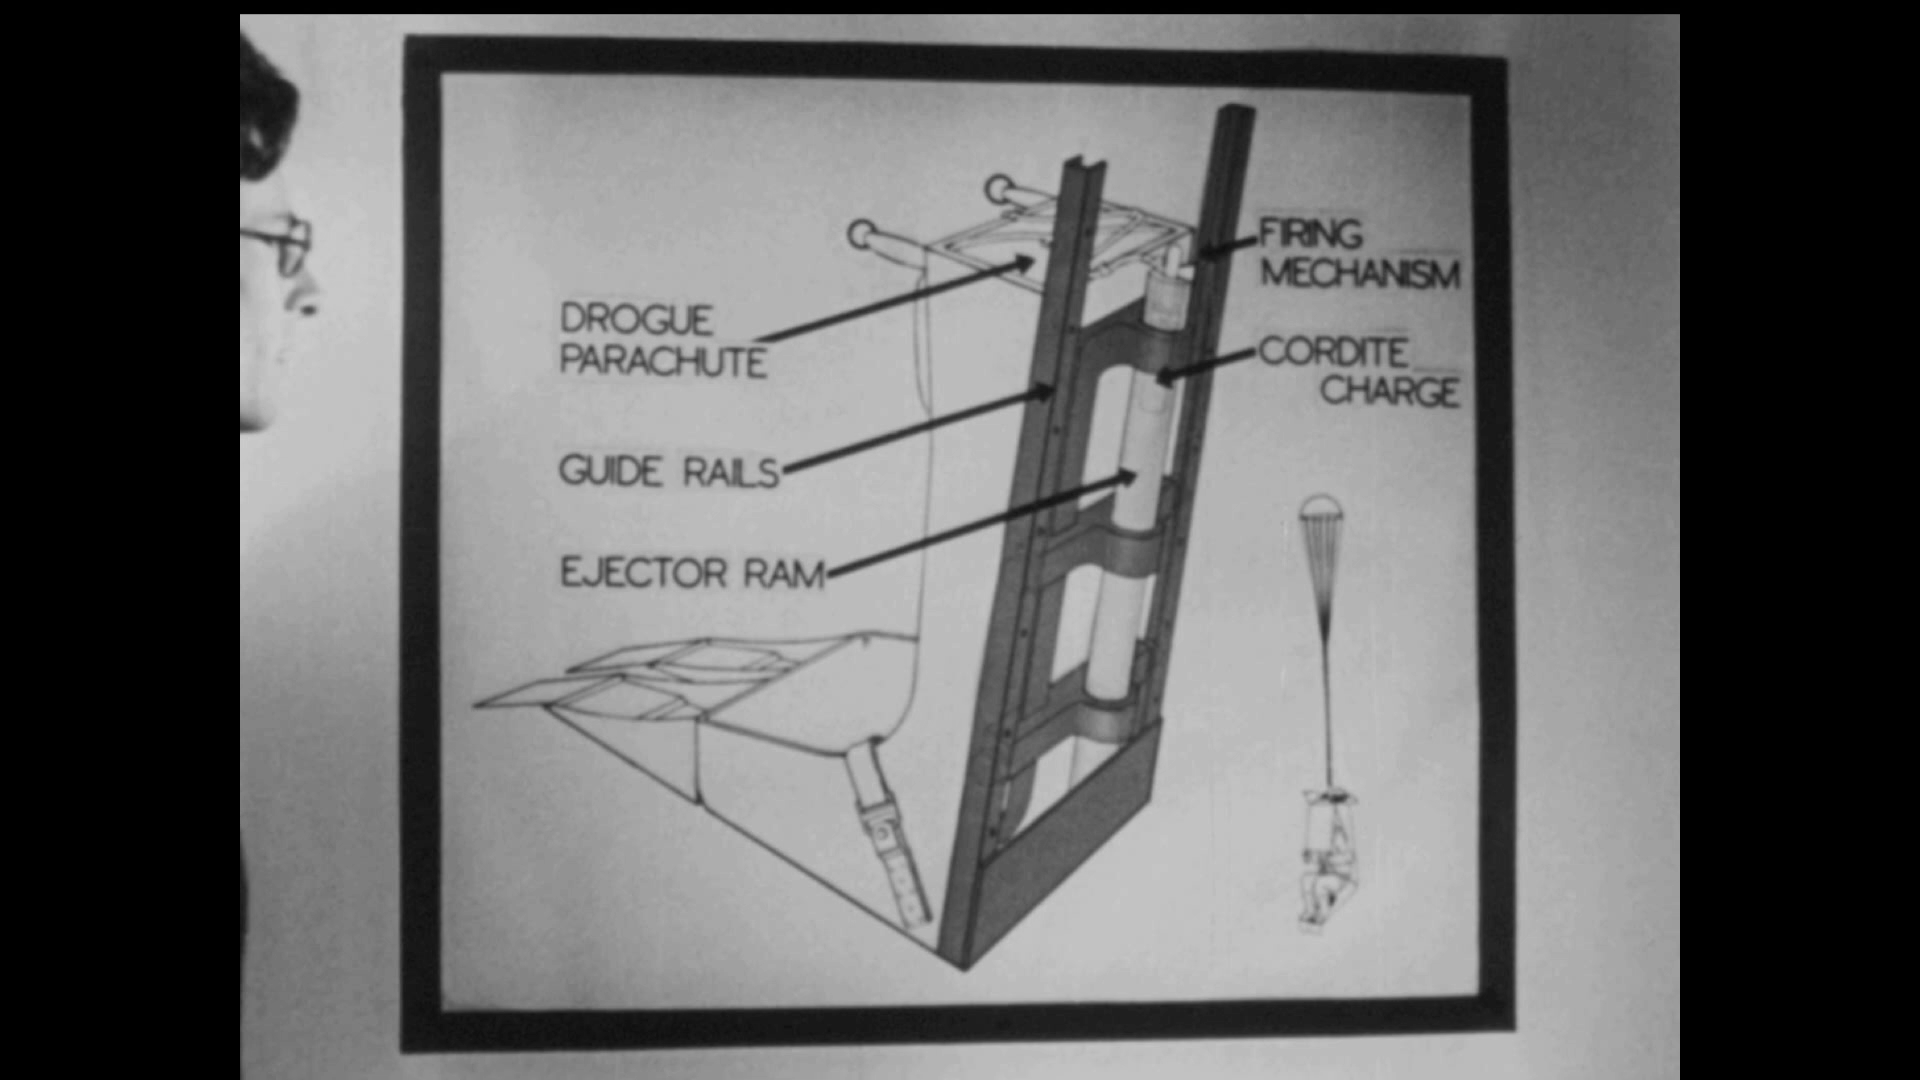 DROGUE
PARACHUTE
GUIDE RAILS
EJECTOR RAM
FIRING
MECHANISM
CORDITE
CHARGE